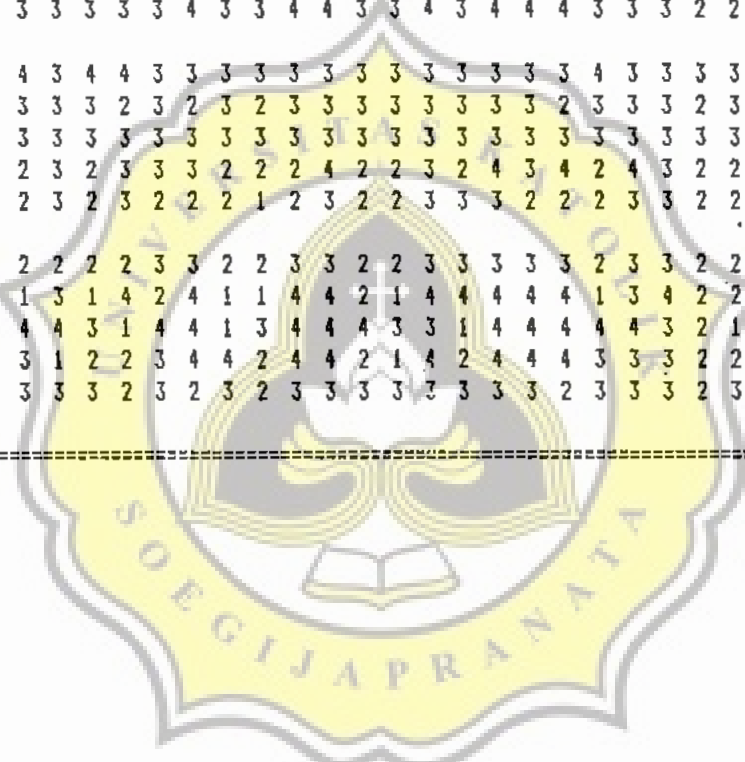 3 3 3 3 3 4 3 3 4 4 3 3 4 3 4 4 4 3 3 3 2 2
4 3 4 4 3 3 3 3 3 3 3 3 3 3 3 3 3 4 3 3 3 3
3 3 3 2 3 2 3 2 3 3 3 3 3 3 3 3 2 3 3 3 2 3
3 3 3 3 3 3 3 3 3 3 3 3 3 3 3 3 3 3 3 3 3 3
2 3 2 3 3 3 2 2 2 4 2 2 3 2 4 3 4 2 4 3 2 2
2 3 2 3 2 2 2 1 2 3 2 2 3 3 3 2 2 2 3 3 2 2
2 2 2 2 3 3 2 2 3 3 2 2 3 3 3 3 3 2 3 3 2 2
1 3 1 4 2 4 1 1 4 4 2 1 4 4 4 4 4 1 3 4 2 2
4 4 3 1 4 4 1 3 4 4 4 3 3 1 4 4 4 4 4 3 2 1
3 1 2 2 3 4 4 2 4 4 2 1 4 2 4 4 4 3 3 3 2 2
3 3 3 2 3 2 3 2 3 3 3 3 3 3 3 3 2 3 3 3 2 3
UNIVERSITAS KATOLIK
SOEGIJAPRANATA